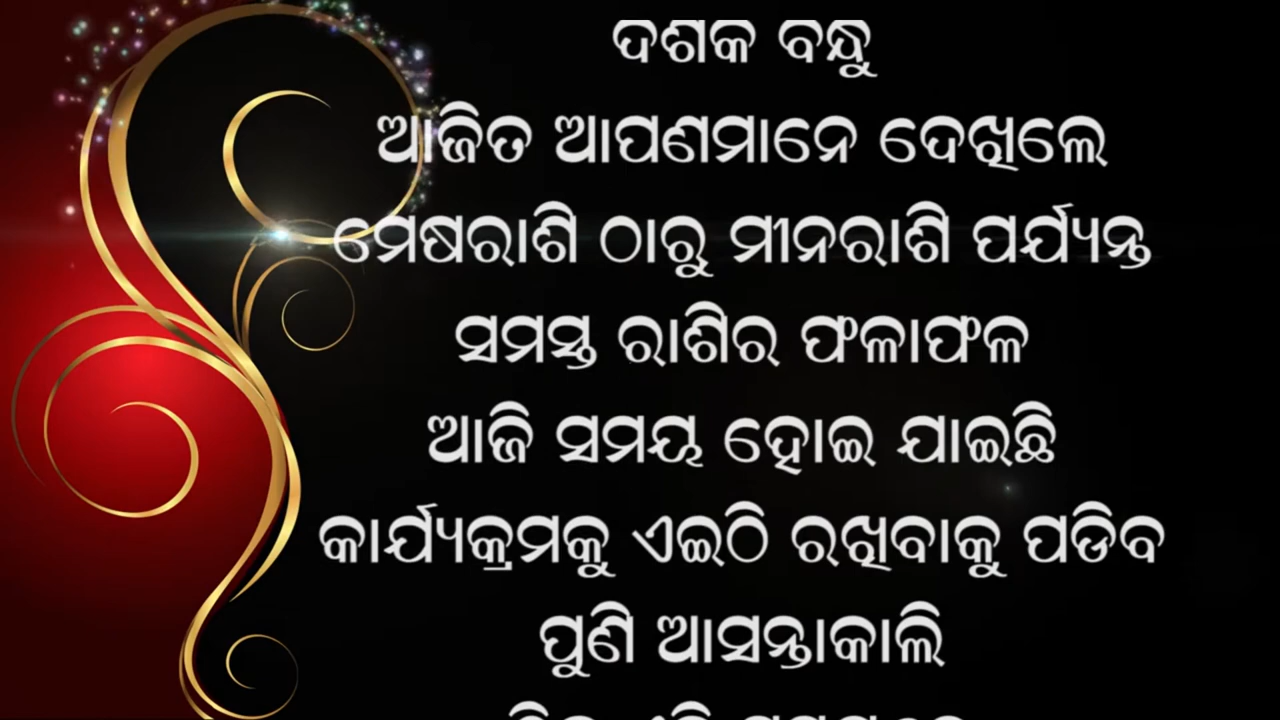 ଦର୍ଶକ ବନ୍ଧୁ
ଆଜିତ ଆପଣମାନେ ଦେଖିଲେ
ମେଷରାଶି ଠାରୁ ମୀନରାଶି ପର୍ଯ୍ୟନ୍ତ
ସମସ୍ତ ରାଶିର ଫଳାଫଳ
ଆଜି ସମୟ ହୋଇ ଯାଇଛି
କାର୍ଯ୍ୟକ୍ରମକୁ ଏଇଠି ରଖିବାକୁ ପଡିବ
ପୁଣି ଆସନ୍ତାକାଲି